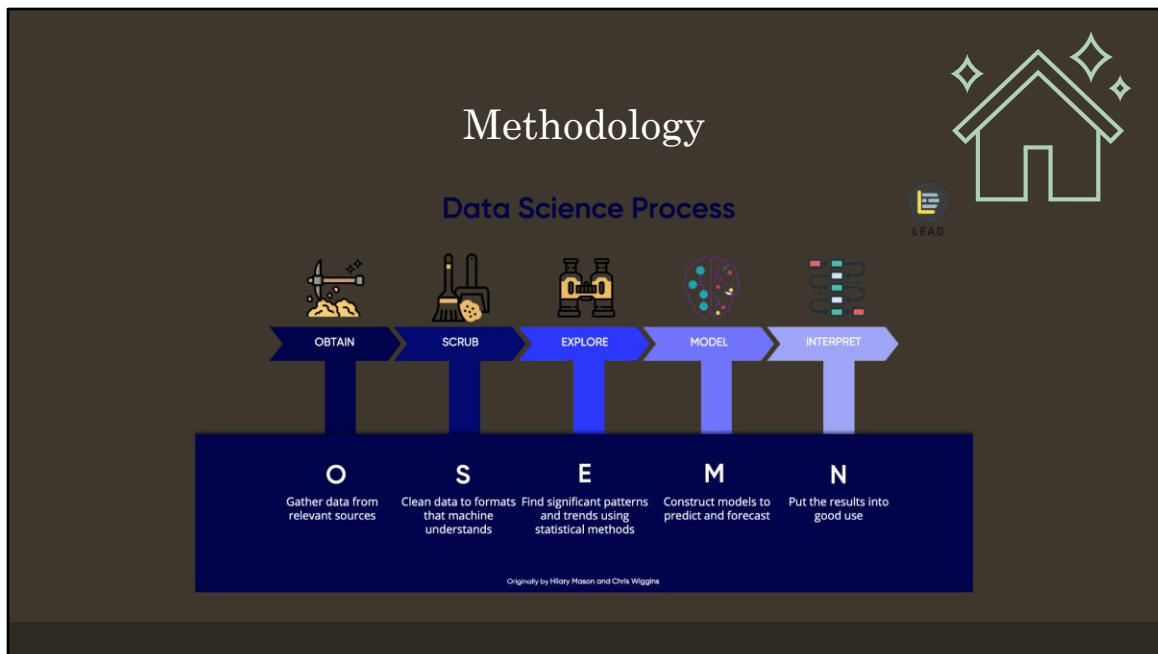 Methodology
Data Science Process
LEAD
OBTAIN
SCRUB
EXPLORE
MODEL
INTERPRET
O
Gather data from
relevant sources
S
Clean data to formats
that machine
understands
E
Find significant patterns
and trends using
statistical methods
M
Construct models to
predict and forecast
N
Put the results into
good use
Originally by Hilary Mason and Chris Wiggins